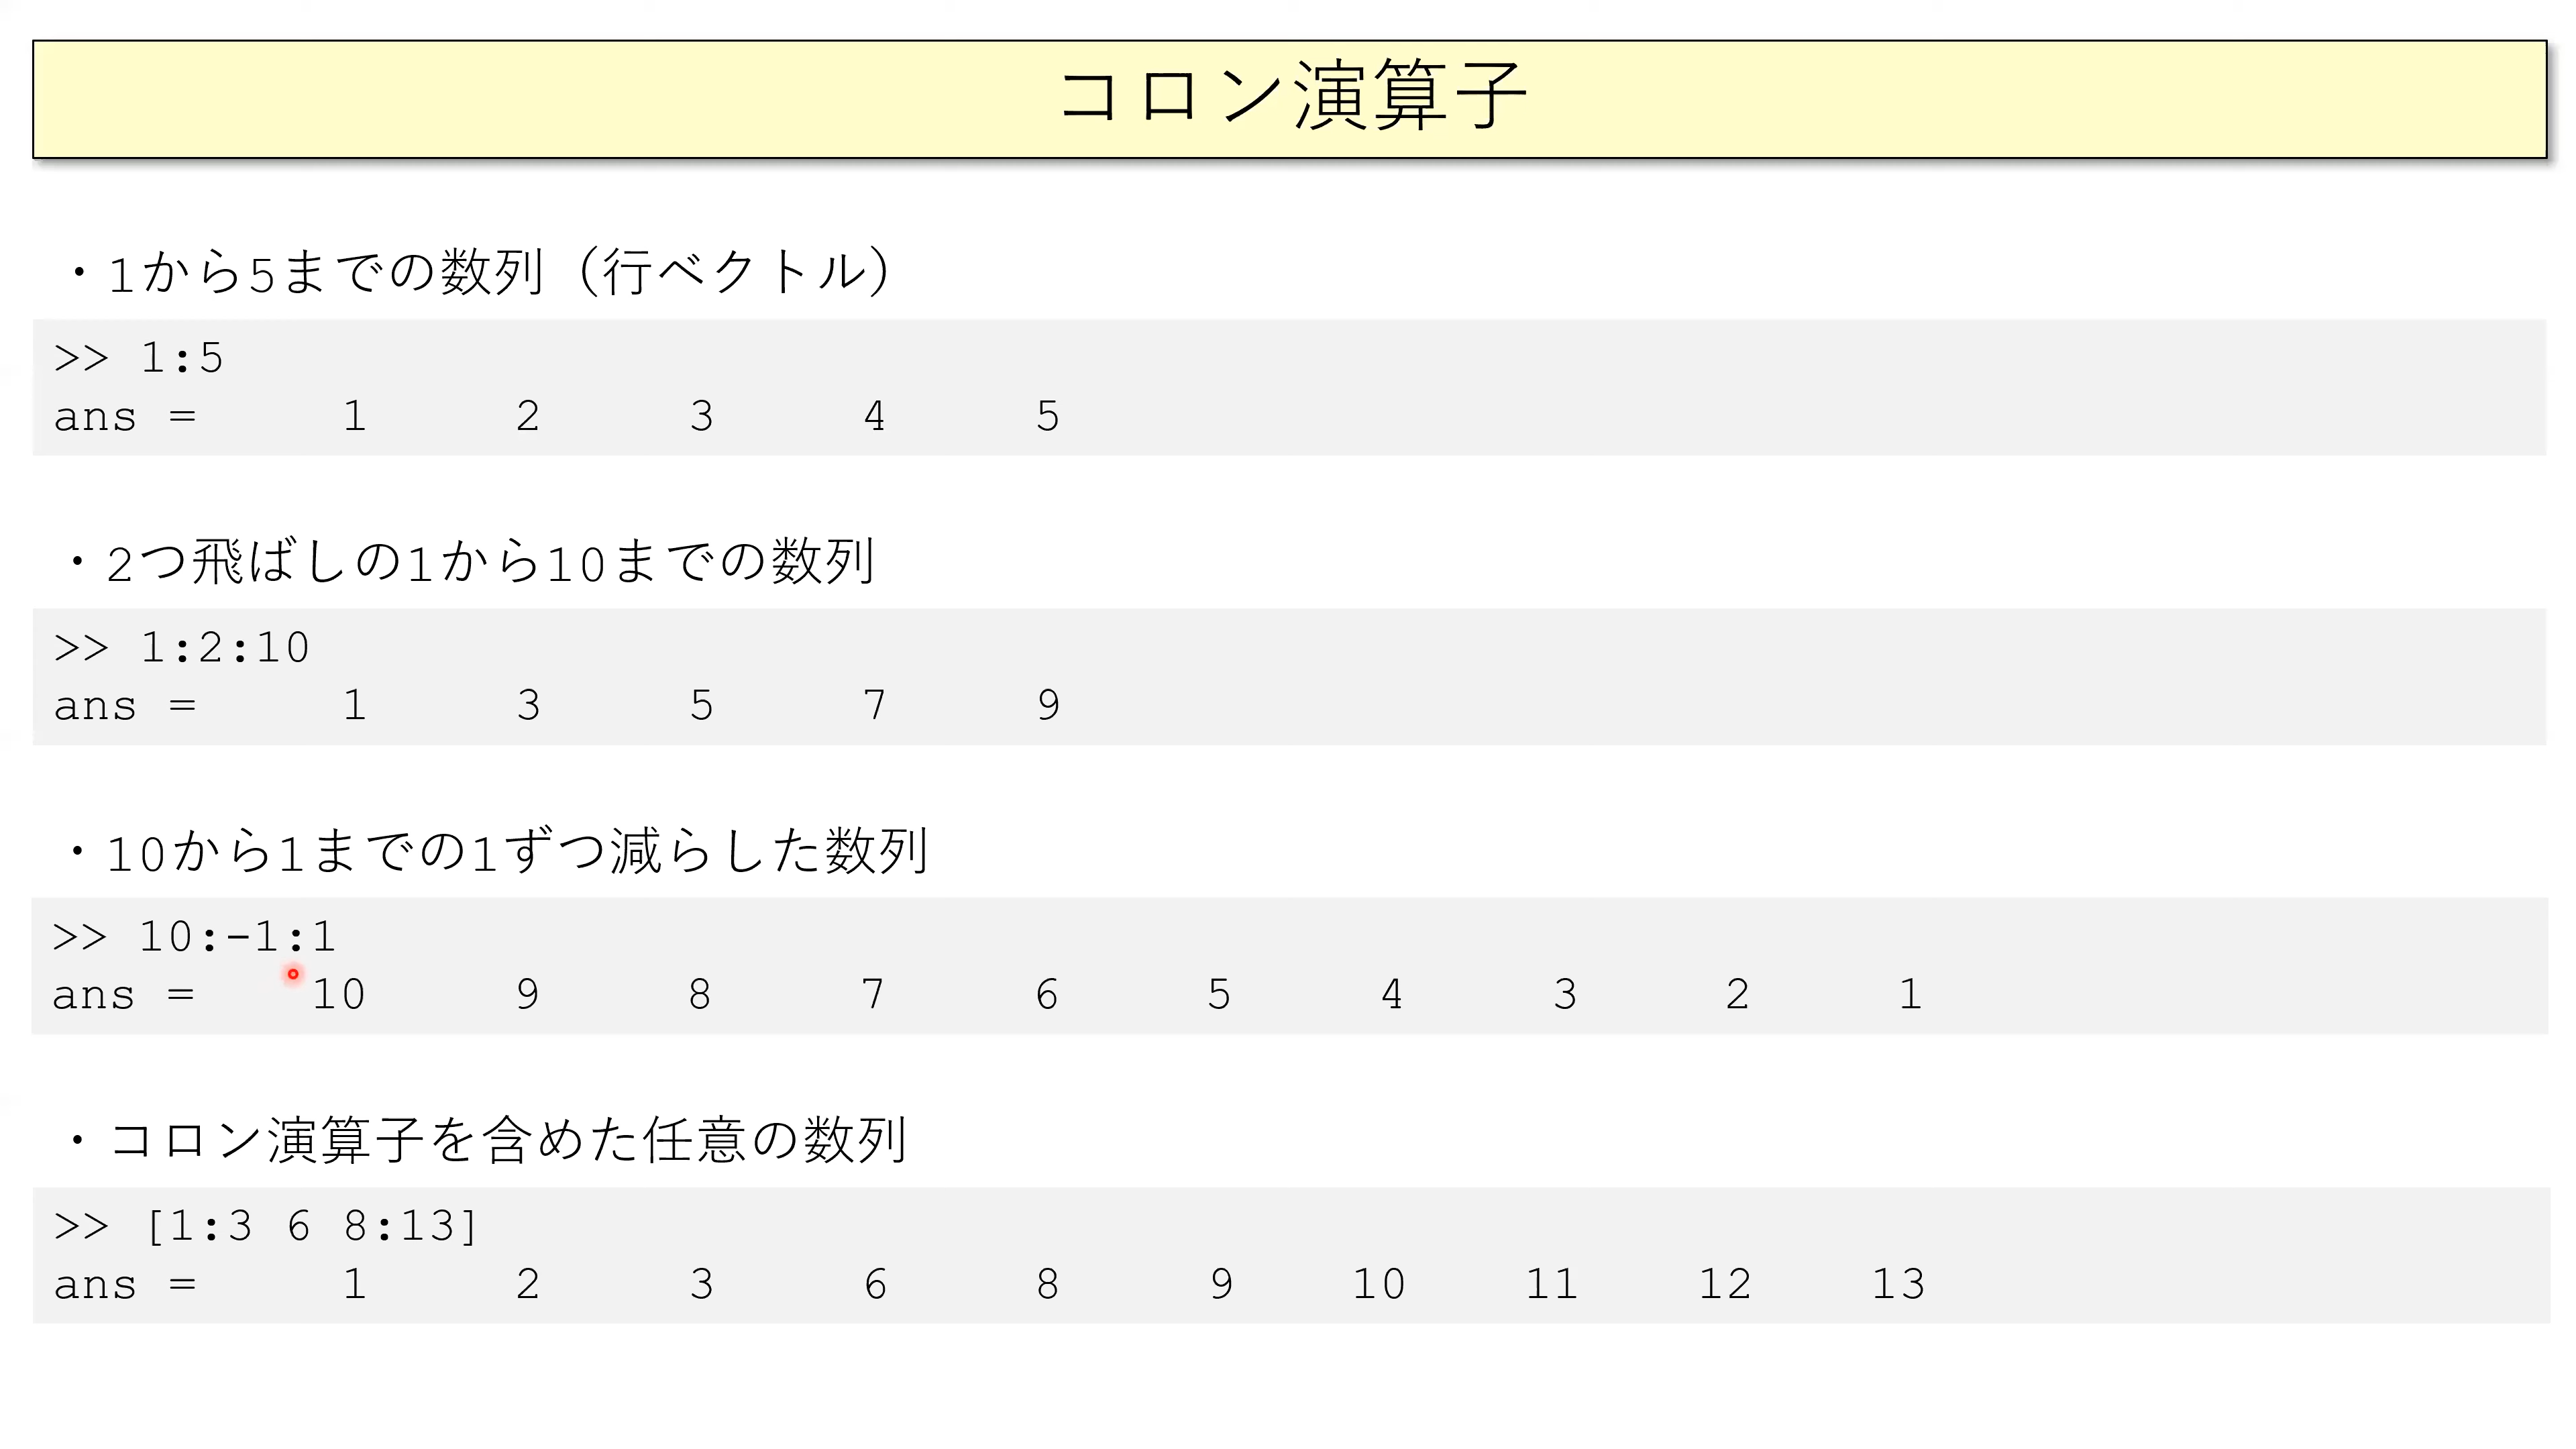 コロン演算子
・1から5までの数列（行ベクトル）
>> 1:5
ans =     1     2     3     4     5
・2つ飛ばしの1から10までの数列
>> 1:2:10
ans =     1     3     5     7     9
・10から1までの1ずつ減らした数列
>> 10:-1:1
ans =    10     9     8     7     6     5     4     3     2     1
・コロン演算子を含めた任意の数列
>> [1:3 6 8:13]
ans =     1     2     3     6     8     9    10    11    12    13